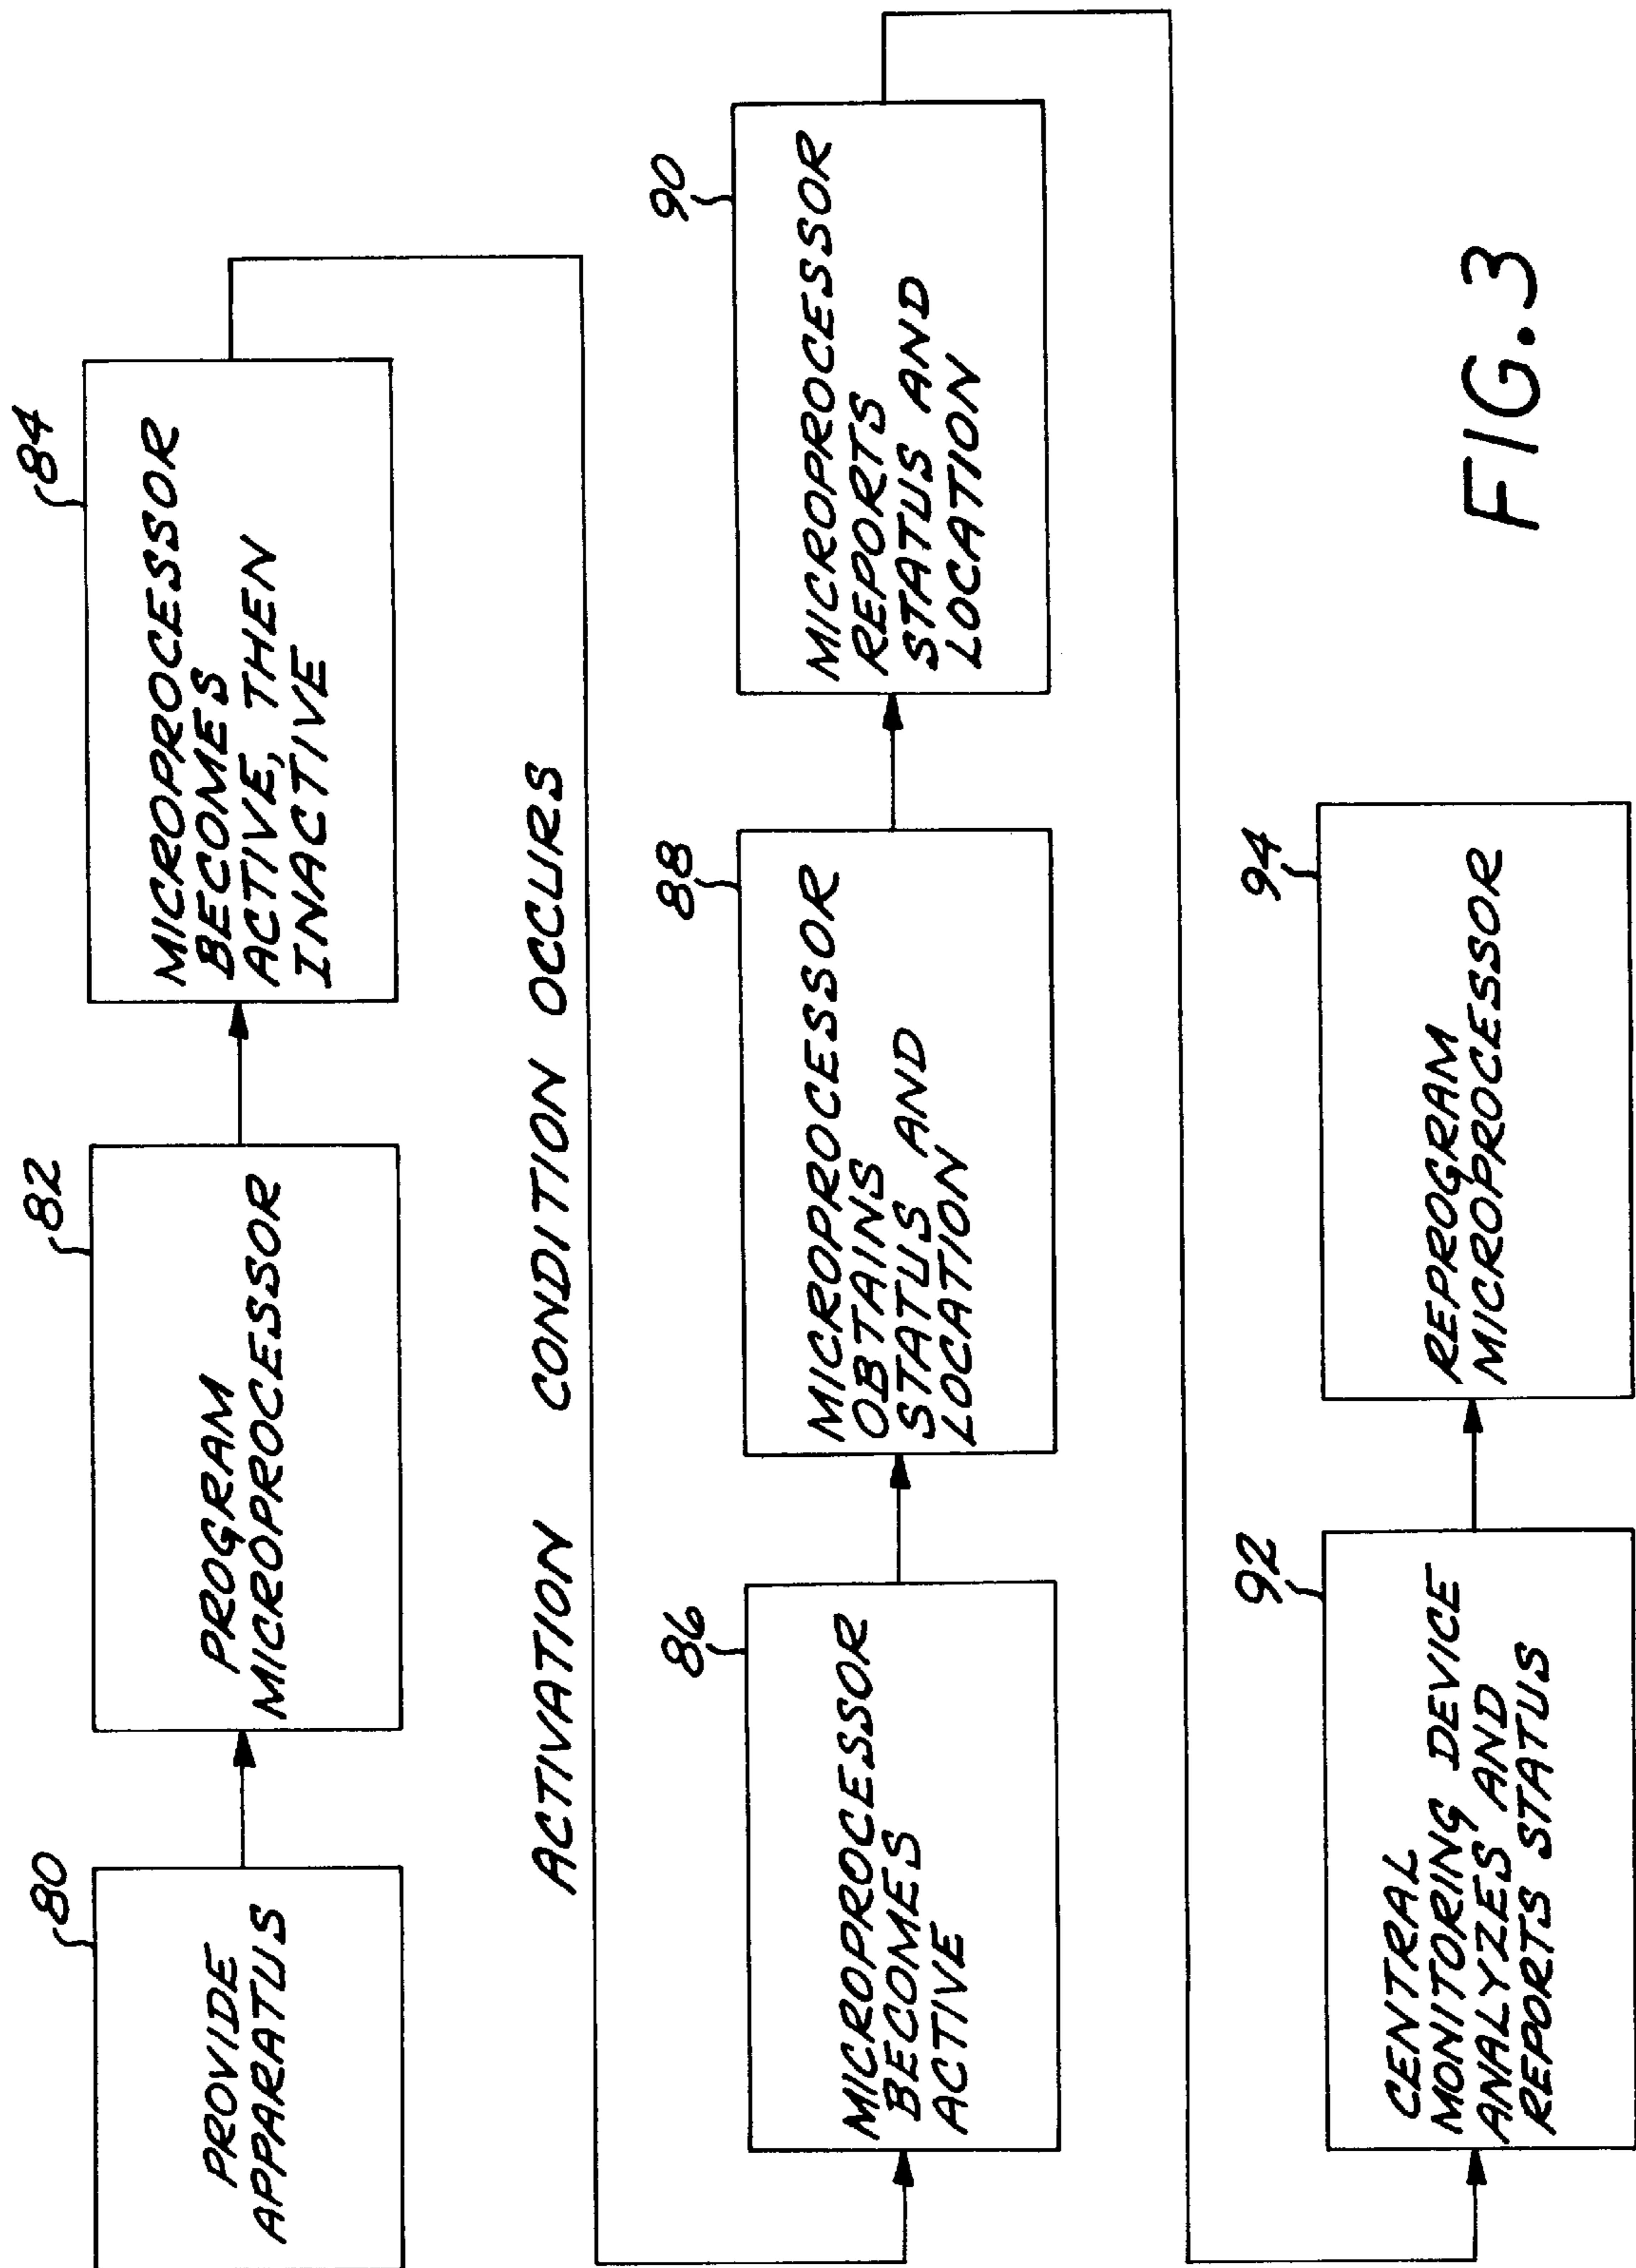 80
PROVIDE
APPARATUS
82
PROGRAM
MICROPROCESSOR
84
MICROPROCESSOR
BECOMES
ACTIVE, THEN
INACTIVE
ACTIVATION CONDITION OCCURS
86
MICROPROCESSOR
BECOMES
ACTIVE
88
MICROPROCESSOR
OBTAINS
STATUS AND
LOCATION
90
MICROPROCESSOR
REPORTS
STATUS AND
LOCATION
92
CENTRAL
MONITORING DEVICE
ANALYZES AND
REPORTS STATUS
94
REPROGRAM
MICROPROCESSOR
FIG.3